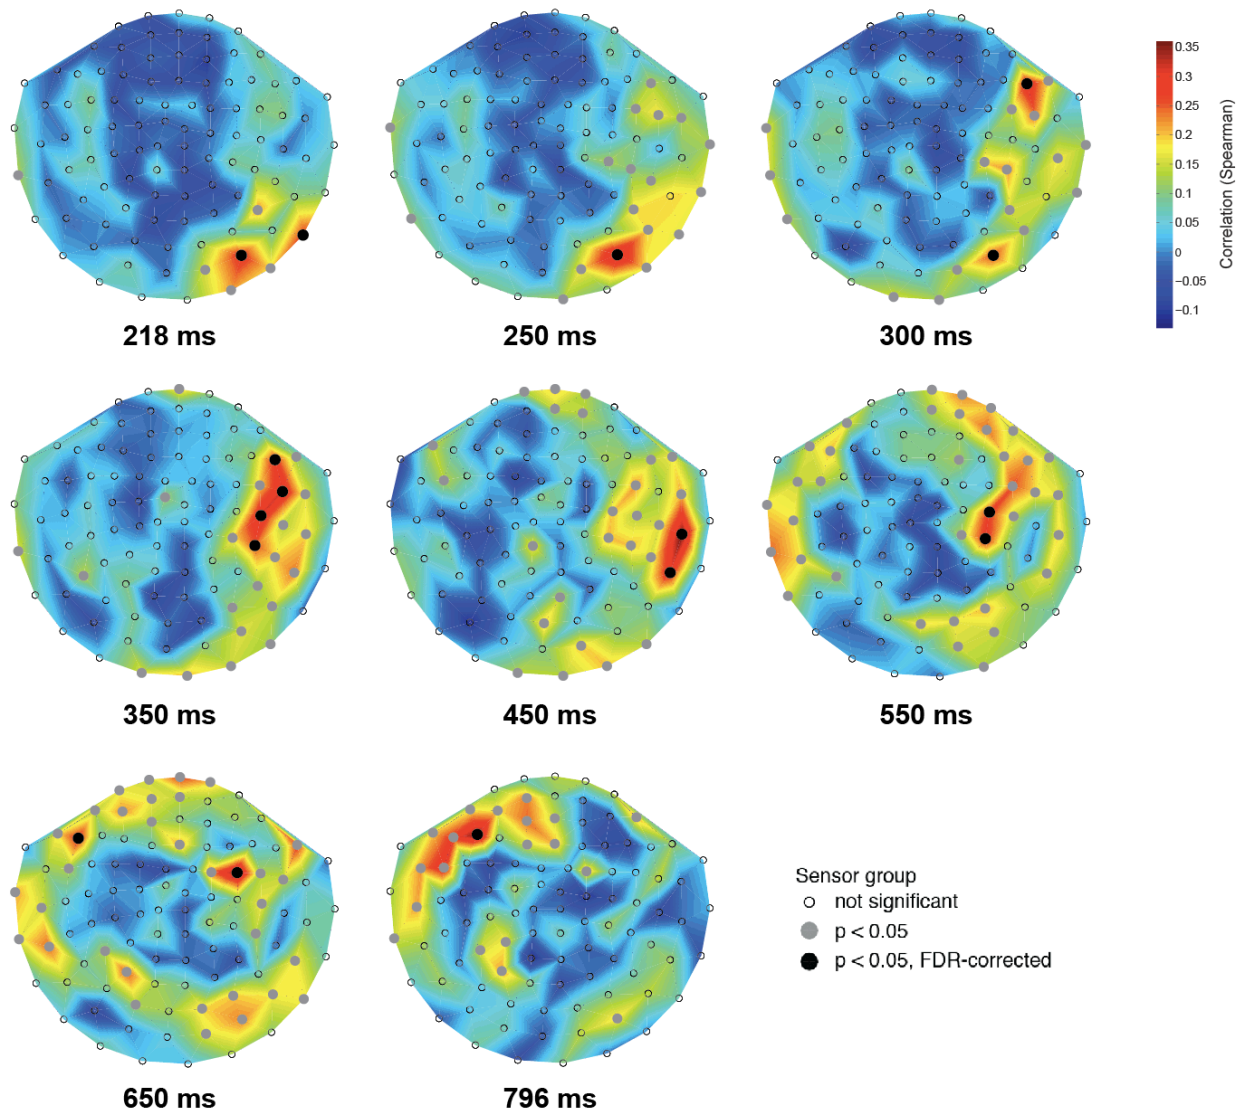 218 ms
250 ms
300 ms
0.35
0.3
0.25
0.2
0.15
0.1
0.05
0
−0.05
−0.1
Correlation (Spearman)
350 ms
450 ms
550 ms
650 ms
796 ms
Sensor group
not significant
p < 0.05
p < 0.05, FDR-corrected